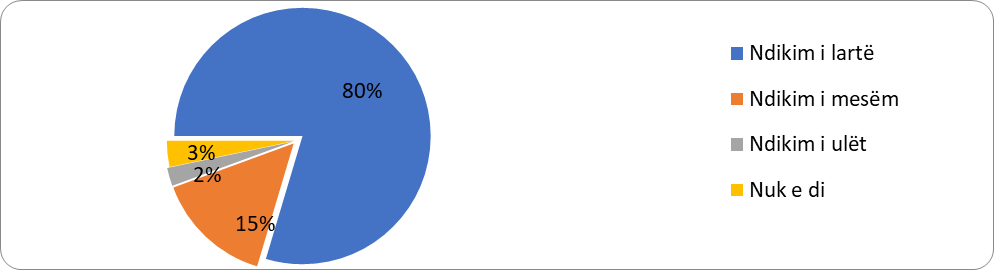 80%
3%
2%
15%
Ndikim i lartë
Ndikim i mesëm
Ndikim i ulët
Nuk e di